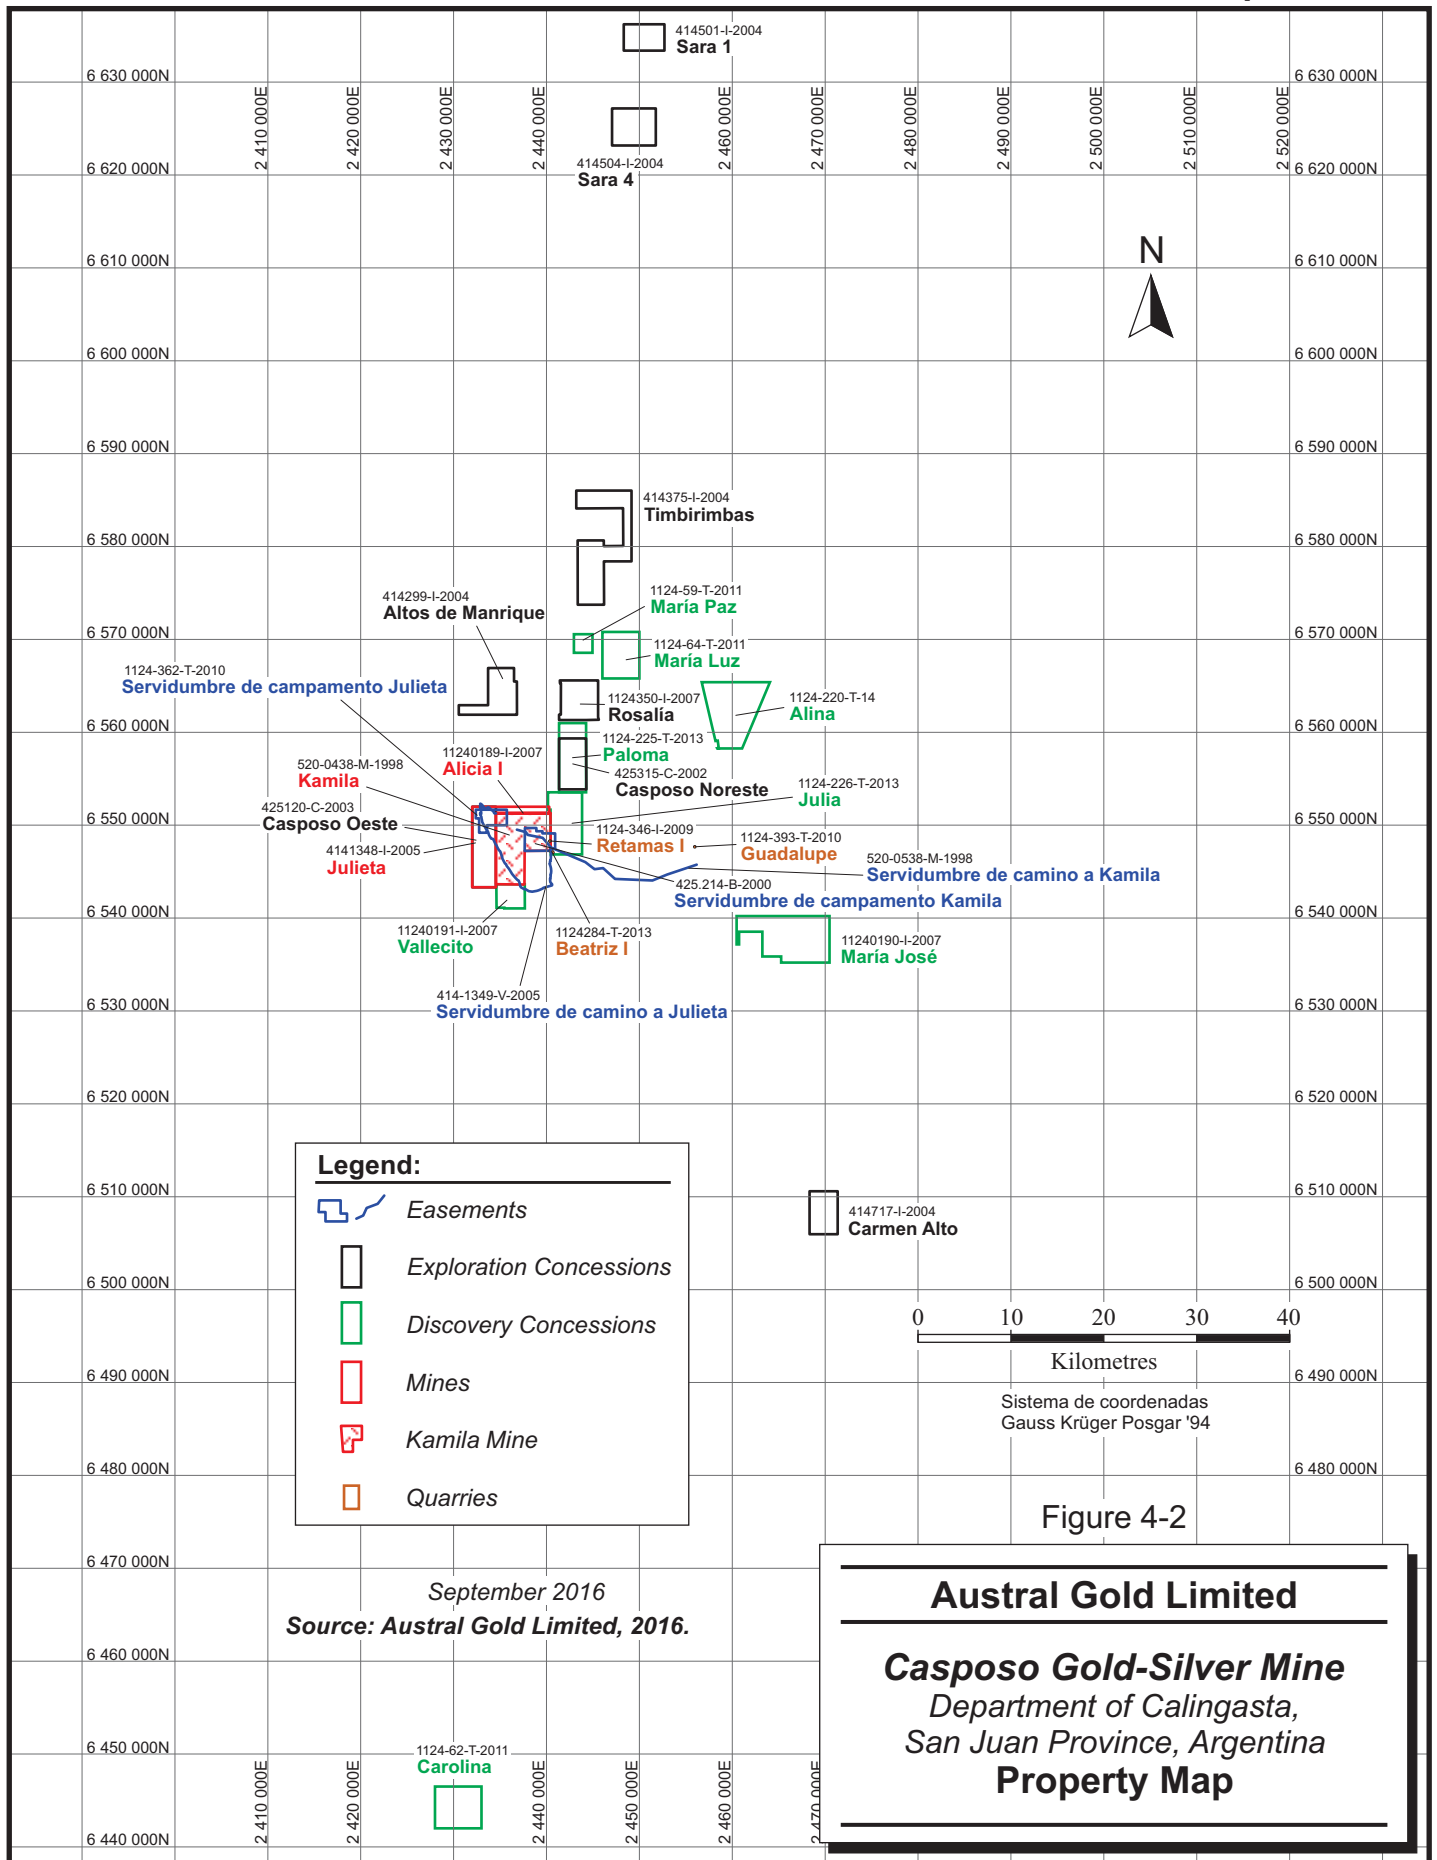 414501-I-2004
Sara 1
6 630 000N
6 630 000N
2 410 000E
2 420 000E
2 430 000E
2 440 000E
2 460 000E
2 470 000E
2 480 000E
2 490 000E
2 500 000E
2 510 000E
2 520 000E
414504-I-2004
Sara 4
6 620 000N
6 620 000N
N
6 610 000N
6 610 000N
6 600 000N
6 600 000N
6 590 000N
6 590 000N
414375-I-2004
Timbirimbas
6 580 000N
6 580 000N
414299-I-2004
Altos de Manrique
1124-59-T-2011
María Paz
6 570 000N
6 570 000N
1124-64-T-2011
María Luz
1124-362-T-2010
Servidumbre de campamento Julieta
1124350-I-2007
Rosalía
1124-220-T-14
Alina
6 560 000N
6 560 000N
1124-225-T-2013
Paloma
11240189-I-2007
Alicia I
520-0438-M-1998
Kamila
425315-C-2002
Casposo Noreste
1124-226-T-2013
Julia
425120-C-2003
Casposo Oeste
6 550 000N
6 550 000N
1124-346-I-2009
Retamas I
1124-393-T-2010
Guadalupe
4141348-I-2005
Julieta
520-0538-M-1998
Servidumbre de camino a Kamila
425.214-B-2000
Servidumbre de campamento Kamila
6 540 000N
6 540 000N
11240191-I-2007
Vallecito
1124284-T-2013
Beatriz I
11240190-I-2007
María José
414-1349-V-2005
Servidumbre de camino a Julieta
6 530 000N
6 530 000N
6 520 000N
6 520 000N
Legend:
Easements
Exploration Concessions
Discovery Concessions
Mines
Kamila Mine
Quarries
6 510 000N
6 510 000N
414717-I-2004
Carmen Alto
6 500 000N
6 500 000N
0 10 20 30 40
Kilometres
6 490 000N
6 490 000N
Sistema de coordenadas
Gauss Krüger Posgar '94
6 480 000N
6 480 000N
Figure 4-2
6 470 000N
September 2016
Source: Austral Gold Limited, 2016.
Austral Gold Limited
Casposo Gold-Silver Mine
Department of Calingasta,
San Juan Province, Argentina
Property Map
6 460 000N
6 450 000N
1124-62-T-2011
Carolina
2 410 000E
2 420 000E
2 440 000E
2 450 000E
2 460 000E
2 470 000E
6 440 000N